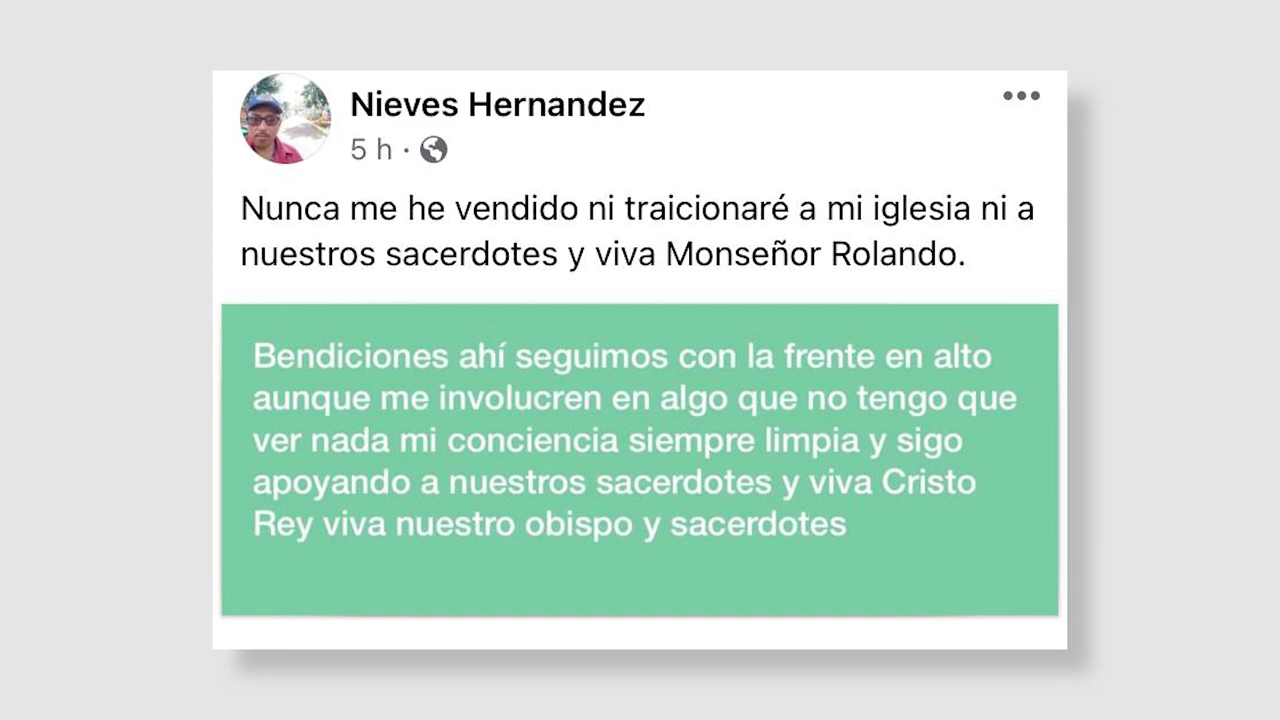 Nieves Hernandez
5 h ·
Nunca me he vendido ni traicionaré a mi iglesia ni a
nuestros sacerdotes y viva Monseñor Rolando.
Bendiciones ahí seguimos con la frente en alto
aunque me involucren en algo que no tengo que
ver nada mi conciencia siempre limpia y sigo
apoyando a nuestros sacerdotes y viva Cristo
Rey viva nuestro obispo y sacerdotes